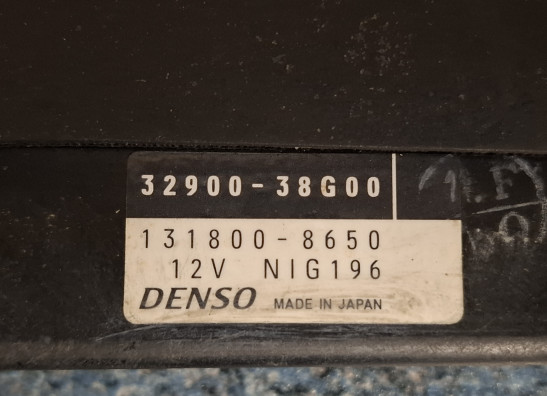 32900-38G00
131800-8650
12V NIG196
DENSO MADE IN JAPAN